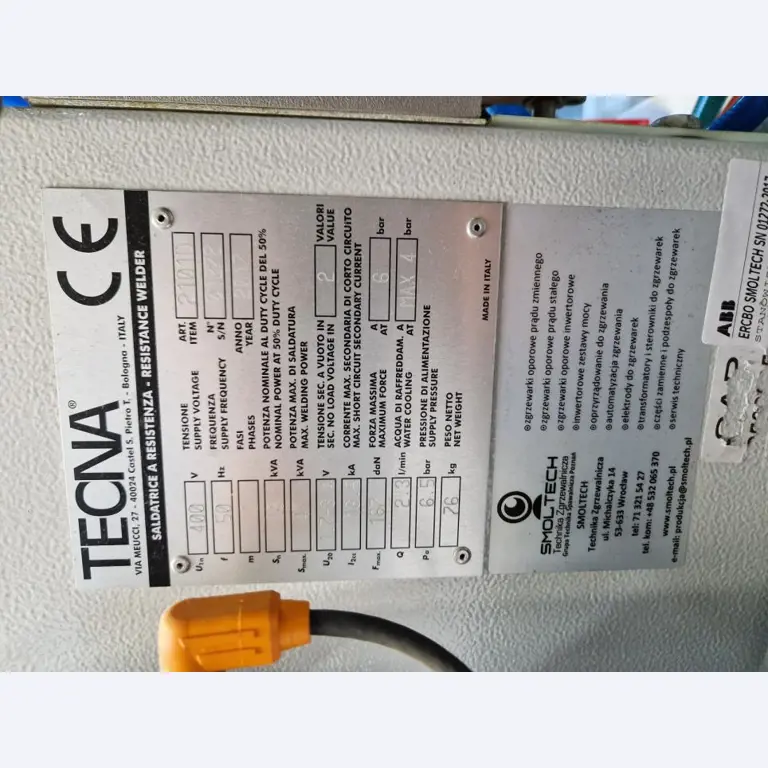 TECNA®
VIA MEUCCI, 27 - 40024 Castel S. Pietro T. - Bologna - ITALY
CE
SALDATRICE A RESISTENZA - RESISTANCE WELDER
ART.
ITEM
N°
S/N
ANNO
YEAR
U1n 400 V TENSIONE
SUPPLY VOLTAGE
f 50 Hz FREQUENZA
SUPPLY FREQUENCY
m FASI
PHASES
Sn kVA POTENZA NOMINALE AL DUTY CYCLE DEL 50%
NOMINAL POWER AT 50% DUTY CYCLE
Smax. kVA POTENZA MAX. DI SALDATURA
MAX. WELDING POWER
U20 V TENSIONE SEC. A VUOTO IN 2 VALORI
SEC. NO LOAD VOLTAGE IN VALUE
I2cc kA CORRENTE MAX. SECONDARIA DI CORTO CIRCUITO
MAX. SHORT CIRCUIT SECONDARY CURRENT
Fmax. daN FORZA MASSIMA A 6 bar
MAXIMUM FORCE AT
Q 2.3 l/min ACQUA DI RAFFREDDAM. A MAX 4 bar
WATER COOLING AT
Po 6.5 bar PRESSIONE DI ALIMENTAZIONE
SUPPLY PRESSURE
76 kg PESO NETTO
NET WEIGHT
MADE IN ITALY
SMOLTECH
Technika Zgrzewalnicza
Grupa Technika Spawalnicza Poznań
SMOLTECH
Technika Zgrzewalnicza
ul. Michalczyka 14
53-633 Wrocław
tel: 71 321 54 27
tel. kom: +48 532 065 370
www.smoltech.pl
e-mail: produkcja@smoltech.pl
zgrzewarki oporowe prądu zmiennego
zgrzewarki oporowe prądu stałego
zgrzewarki oporowe inwertorowe
inwertorowe zestawy mocy
oprzyrządowanie do zgrzewania
automatyzacja zgrzewania
elektrody do zgrzewarek
transformatory i sterowniki do zgrzewarek
części zamienne i podzespoły do zgrzewarek
serwis techniczny
ABB
ERCBO SMOLTECH SN 01272-2017